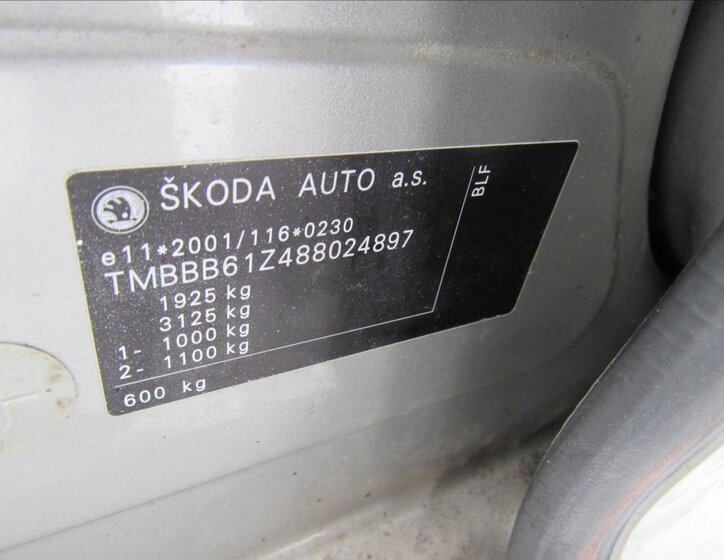 ŠKODA AUTO a.s.
BLF
e11*2001/116*0230
TMBBB61Z488024897
1925 kg
3125 kg
1- 1000 kg
2- 1100 kg
600 kg